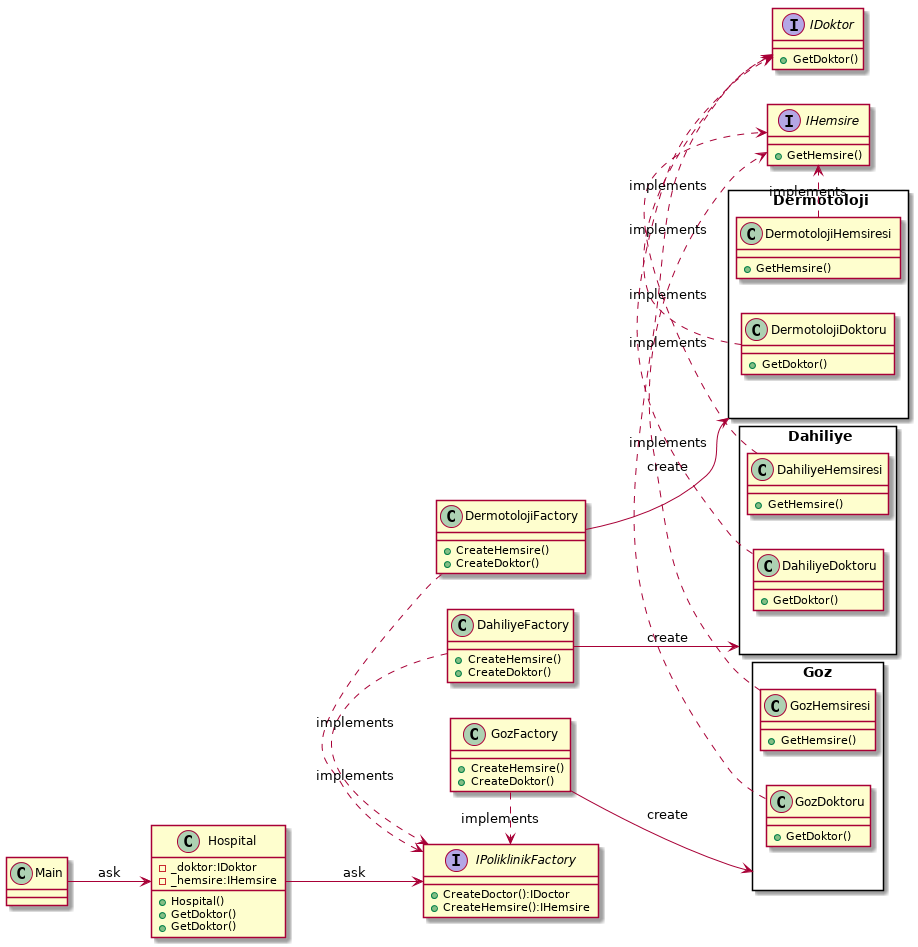 I IDoktor
GetDoktor()
I IHemsire
GetHemsire()
implements
implements
implements
implements
implements
implements
Dermotoloji
C DermotolojiHemsiresi
GetHemsire()
C DermotolojiDoktoru
GetDoktor()
create
Dahiliye
C DahiliyeHemsiresi
GetHemsire()
C DahiliyeDoktoru
GetDoktor()
C DermotolojiFactory
CreateHemsire()
CreateDoktor()
C DahiliyeFactory
CreateHemsire()
CreateDoktor()
create
Goz
C GozHemsiresi
GetHemsire()
C GozDoktoru
GetDoktor()
C GozFactory
CreateHemsire()
CreateDoktor()
create
implements
implements
implements
C Main
ask
C Hospital
_doktor:IDoktor
_hemsire:IHemsire
Hospital()
GetDoktor()
GetDoktor()
ask
I IPoliklinikFactory
CreateDoctor():IDoctor
CreateHemsire():IHemsire